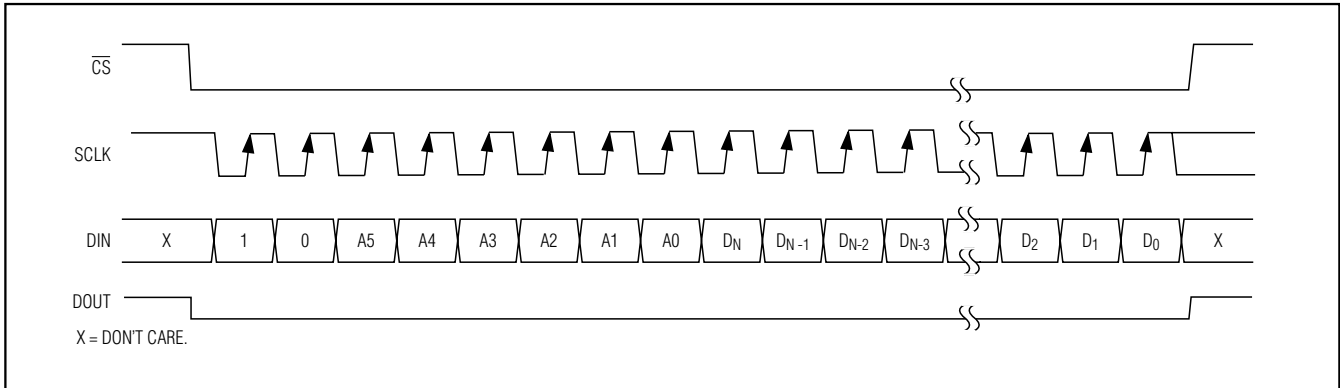 CS
SCLK
DIN X 1 0 A5 A4 A3 A2 A1 A0 DN DN-1 DN-2 DN-3 D2 D1 D0 X
DOUT
X = DON'T CARE.